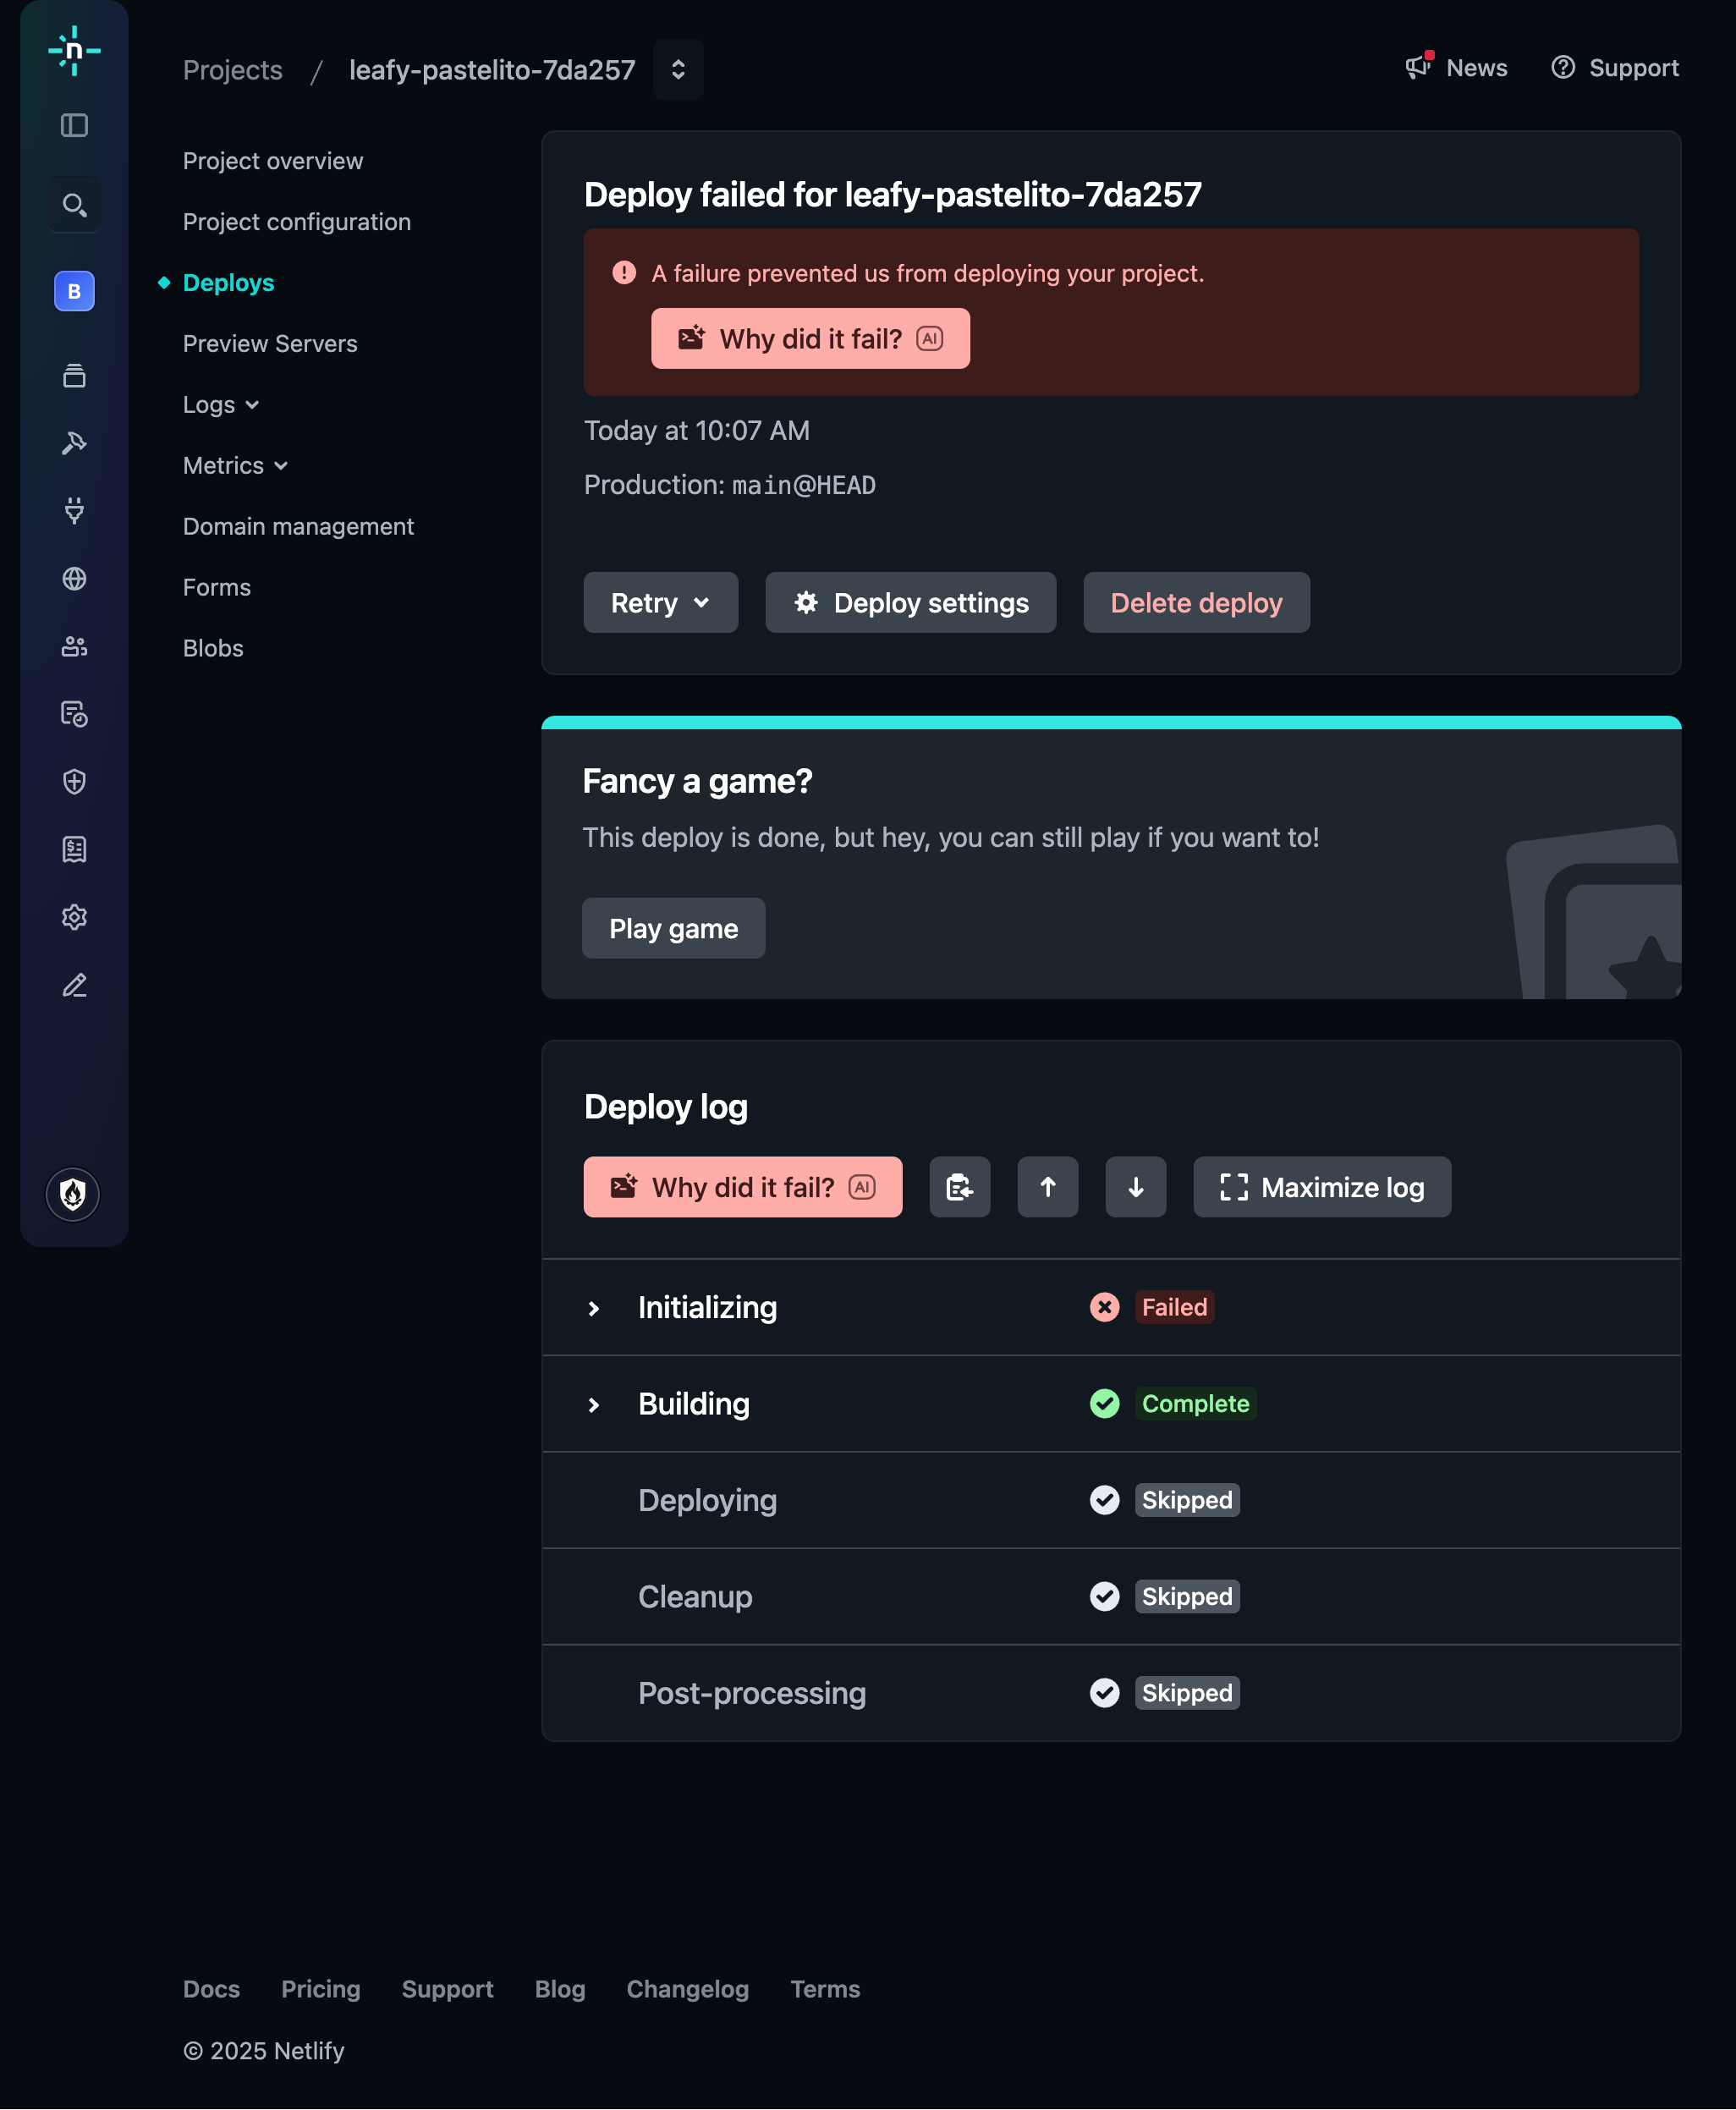 Projects / leafy-pastelito-7da257
News
Support
B
Project overview
Project configuration
Deploys
Preview Servers
Logs
Metrics
Domain management
Forms
Blobs
Deploy failed for leafy-pastelito-7da257
A failure prevented us from deploying your project.
Why did it fail? AI
Today at 10:07 AM
Production: main@HEAD
Retry
Deploy settings
Delete deploy
Fancy a game?
This deploy is done, but hey, you can still play if you want to!
Play game
Deploy log
Why did it fail? AI
Maximize log
Initializing Failed
Building Complete
Deploying Skipped
Cleanup Skipped
Post-processing Skipped
Docs Pricing Support Blog Changelog Terms
© 2025 Netlify